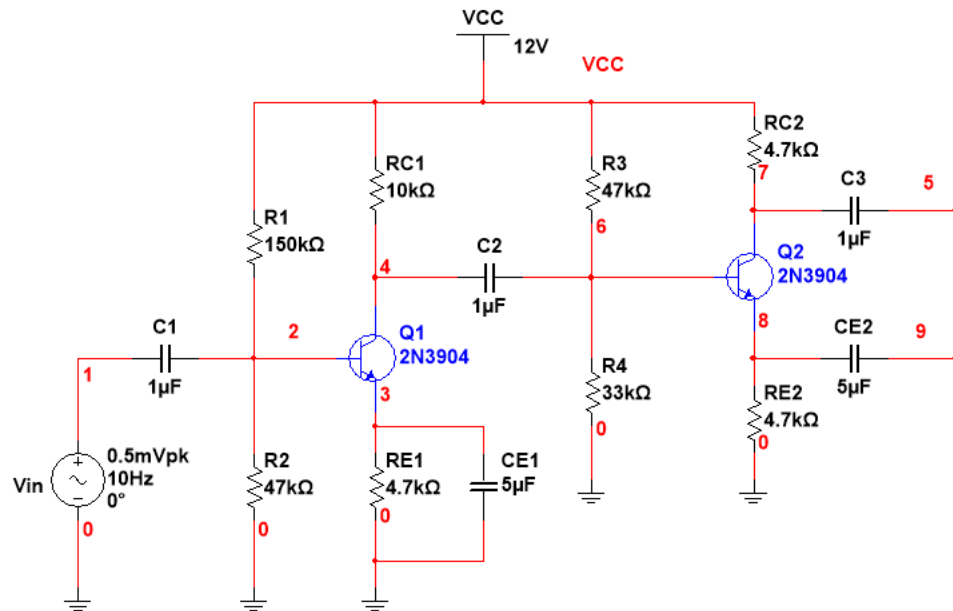 VCC
12V
VCC
RC2
4.7kΩ
7
RC1
10kΩ
R3
47kΩ
C3
5
1µF
R1
150kΩ
6
4
C2
1µF
Q2
2N3904
C1
2
1µF
Q1
2N3904
8
CE2
9
5µF
1
3
R4
33kΩ
0
RE2
4.7kΩ
0
0.5mVpk
10Hz
0°
Vin
0
R2
47kΩ
0
RE1
4.7kΩ
0
CE1
5µF